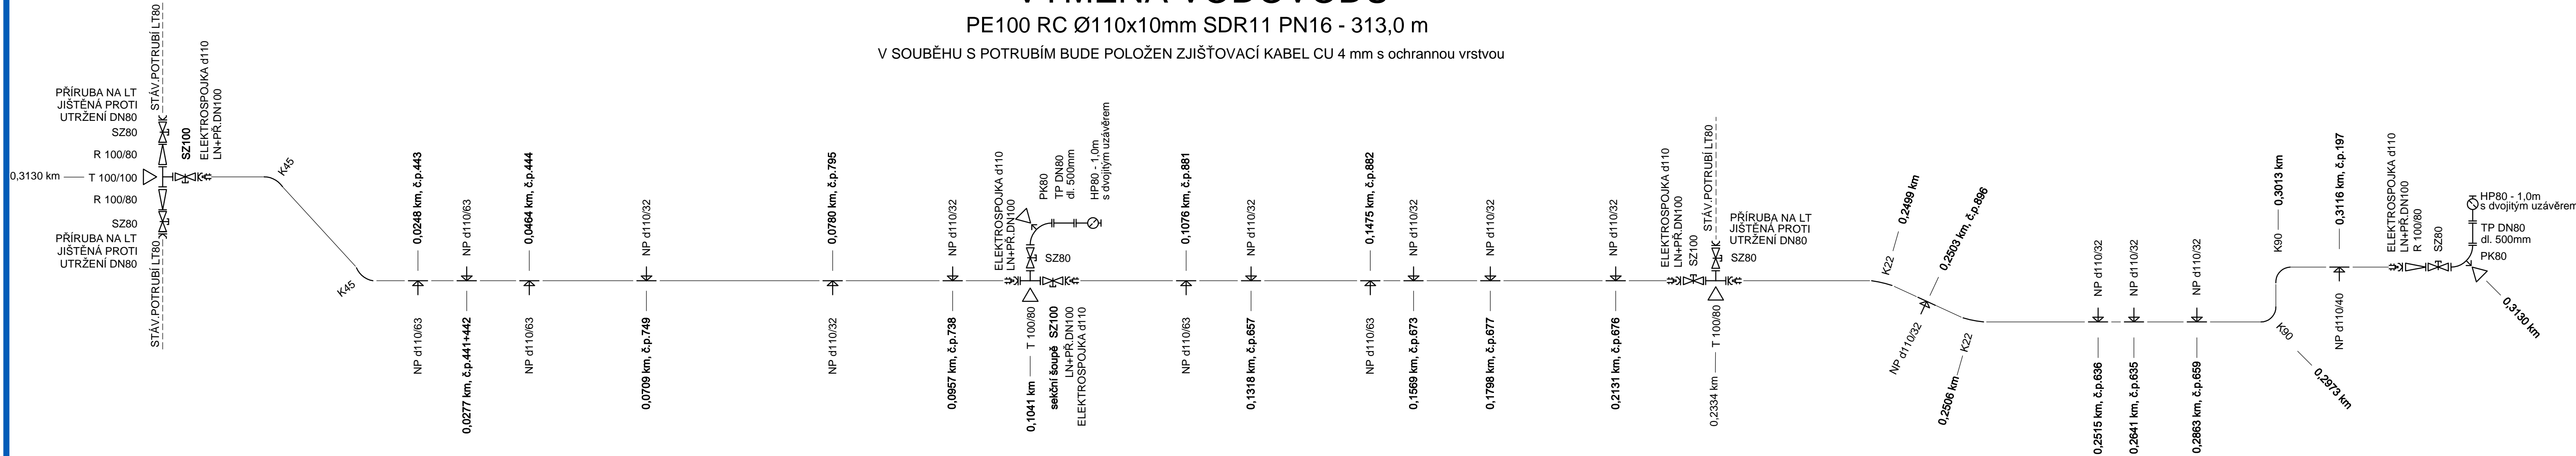 VÝMĚNA VODOVODU
PE100 RC Ø110x10mm SDR11 PN16 - 313,0 m
V SOUBĚHU S POTRUBÍM BUDE POLOŽEN ZJIŠŤOVACÍ KABEL CU 4 mm s ochrannou vrstvou
STÁV.POTRUBÍ LT80
PŘÍRUBA NA LT
JIŠTĚNÁ PROTI
UTRŽENÍ DN80
SZ80
R 100/80
0,3130 km
T 100/100
R 100/80
SZ80
PŘÍRUBA NA LT
JIŠTĚNÁ PROTI
UTRŽENÍ DN80
STÁV.POTRUBÍ LT80
SZ100
ELEKTROSPOJKA d110
LN+PŘ.DN100
K45
K45
0,0248 km, č.p.443
NP d110/63
NP d110/63
0,0277 km, č.p.441+442
0,0464 km, č.p.444
NP d110/63
NP d110/32
0,0709 km, č.p.749
0,0780 km, č.p.795
NP d110/32
NP d110/32
0,0957 km, č.p.738
ELEKTROSPOJKA d110
LN+PŘ.DN100
PK80
TP DN80
dl. 500mm
HP80 - 1,0m
s dvojitým uzávěrem
SZ80
0,1041 km
T 100/80
sekční šoupě SZ100
LN+PŘ.DN100
ELEKTROSPOJKA d110
0,1076 km, č.p.881
NP d110/63
NP d110/32
0,1318 km, č.p.657
0,1475 km, č.p.882
NP d110/63
NP d110/32
0,1569 km, č.p.673
NP d110/32
0,1798 km, č.p.677
NP d110/32
0,2131 km, č.p.676
ELEKTROSPOJKA d110
LN+PŘ.DN100
SZ100
STÁV.POTRUBÍ LT80
PŘÍRUBA NA LT
JIŠTĚNÁ PROTI
UTRŽENÍ DN80
SZ80
0,2334 km
T 100/80
K22
0,2499 km
0,2503 km, č.p.896
NP d110/32
K22
0,2506 km
NP d110/32
0,2515 km, č.p.636
NP d110/32
0,2641 km, č.p.635
NP d110/32
0,2863 km, č.p.659
K90
0,3013 km
K90
0,2973 km
0,3116 km, č.p.197
NP d110/40
ELEKTROSPOJKA d110
LN+PŘ.DN100
R 100/80
SZ80
HP80 - 1,0m
s dvojitým uzávěrem
TP DN80
dl. 500mm
PK80
0,3130 km